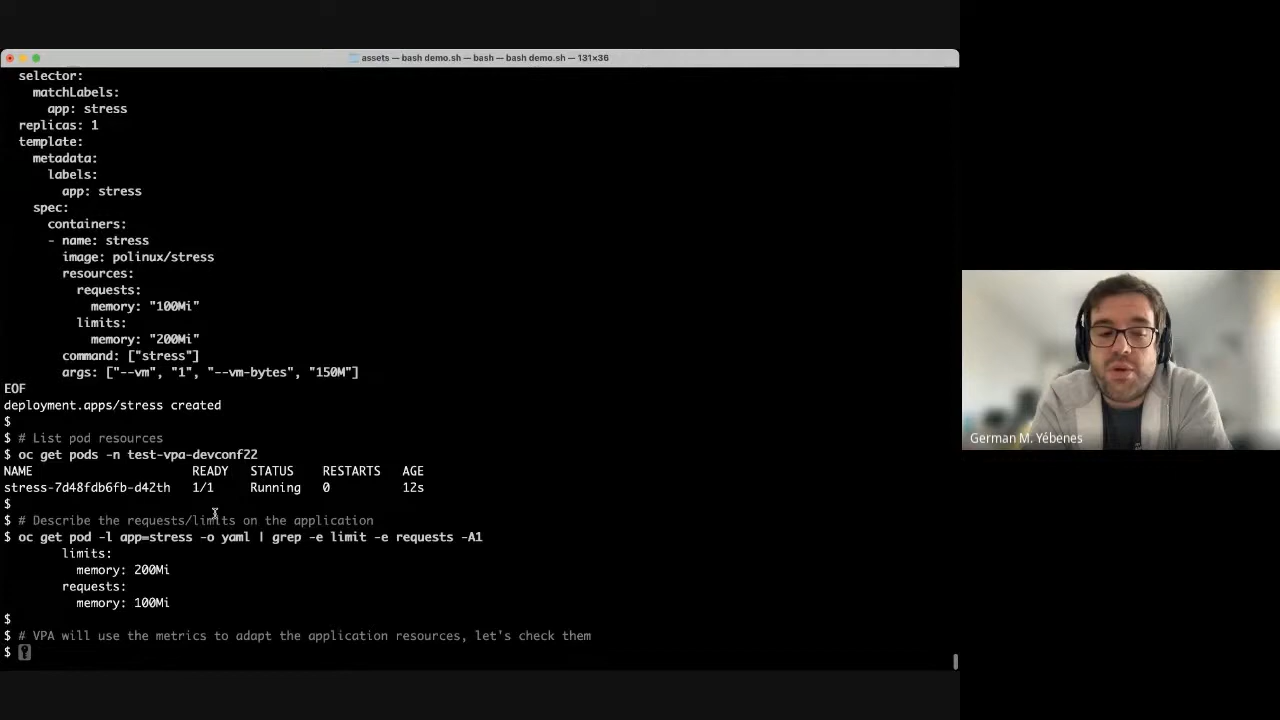 assets — bash demo.sh — bash — bash demo.sh — 131×36
selector:
matchLabels:
app: stress
replicas: 1
template:
metadata:
labels:
app: stress
spec:
containers:
- name: stress
image: polinux/stress
resources:
requests:
memory: "100Mi"
limits:
memory: "200Mi"
command: ["stress"]
args: ["--vm", "1", "--vm-bytes", "150M"]
EOF
deployment.apps/stress created
$
$ # List pod resources
$ oc get pods -n test-vpa-devconf22
NAME READY STATUS RESTARTS AGE
stress-7d48fdb6fb-d42th 1/1 Running 0 12s
$
$ # Describe the requests/limits on the application
$ oc get pod -l app=stress -o yaml | grep -e limit -e requests -A1
limits:
memory: 200Mi
requests:
memory: 100Mi
$
$ # VPA will use the metrics to adapt the application resources, let's check them
$
German M. Yébenes